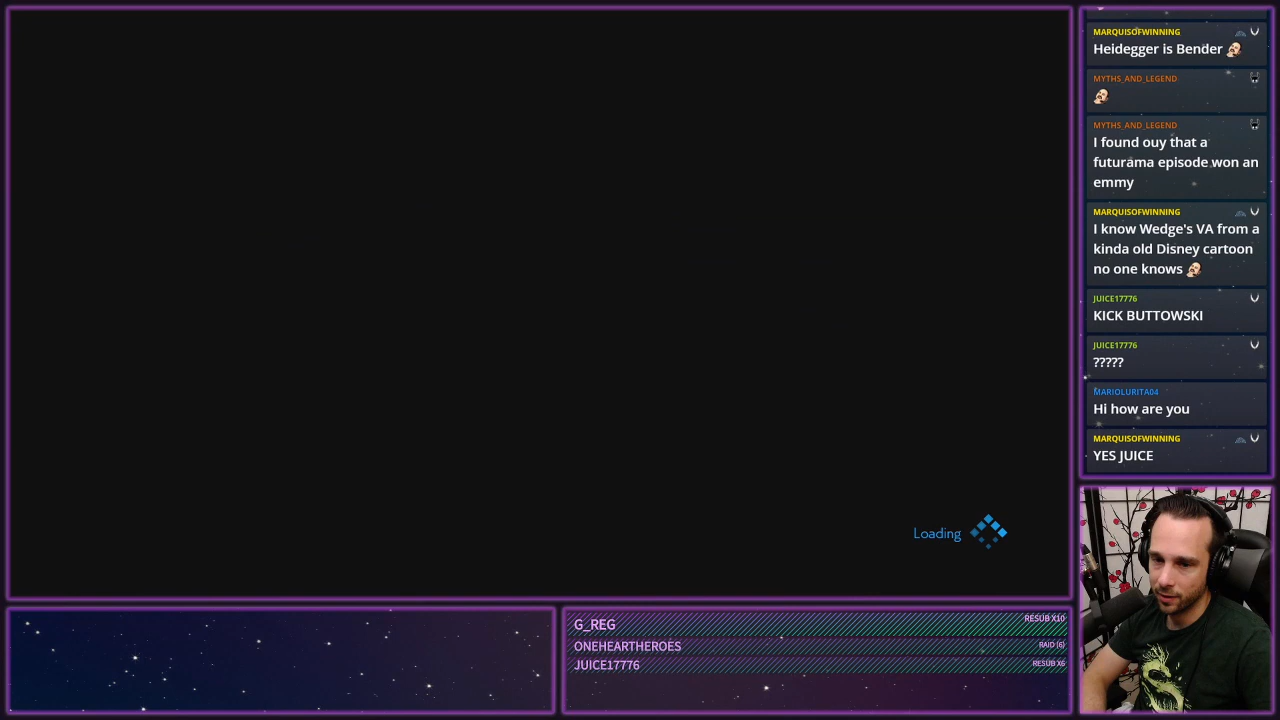 MARQUISOFWINNING
Heidegger is Bender
MYTHS_AND_LEGEND
MYTHS_AND_LEGEND
I found ouy that a
futurama episode won an
emmy
MARQUISOFWINNING
I know Wedge's VA from a
kinda old Disney cartoon
no one knows
JUICE17776
KICK BUTTOWSKI
JUICE17776
?????
MARIOLURITA04
Hi how are you
MARQUISOFWINNING
YES JUICE
Loading
G_REG RESUB X10
ONEHEARTHEROES RAID (6)
JUICE17776 RESUB X6